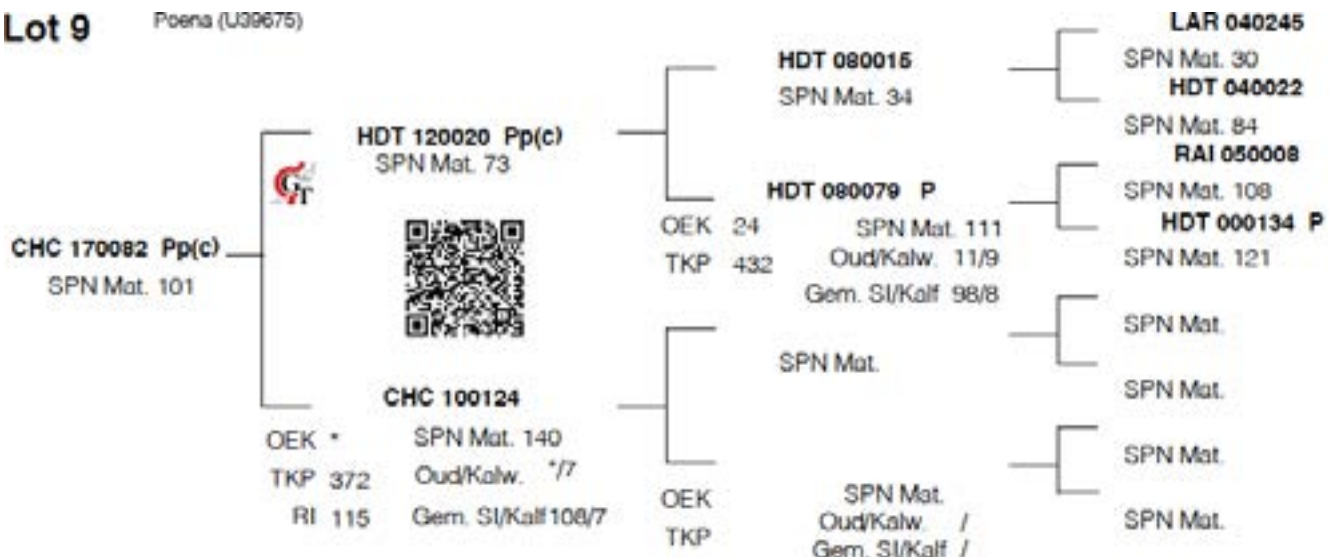 Lot 9
Poena (U39675)
CHC 170082 Pp(c)
SPN Mat. 101
HDT 120020 Pp(c)
SPN Mat. 73
GT
CHC 100124
OEK * SPN Mat. 140
TKP 372 Oud/Kalw. */7
RI 115 Gem. SI/Kalf 108/7
HDT 080015
SPN Mat. 34
HDT 080079 P
OEK 24 SPN Mat. 111
TKP 432 Oud/Kalw. 11/9
Gem. SI/Kalf 98/8
SPN Mat.
OEK SPN Mat.
TKP Oud/Kalw. /
Gem. SI/Kalf /
LAR 040245
SPN Mat. 30
HDT 040022
SPN Mat. 84
RAI 050008
SPN Mat. 108
HDT 000134 P
SPN Mat. 121
SPN Mat.
SPN Mat.
SPN Mat.
SPN Mat.